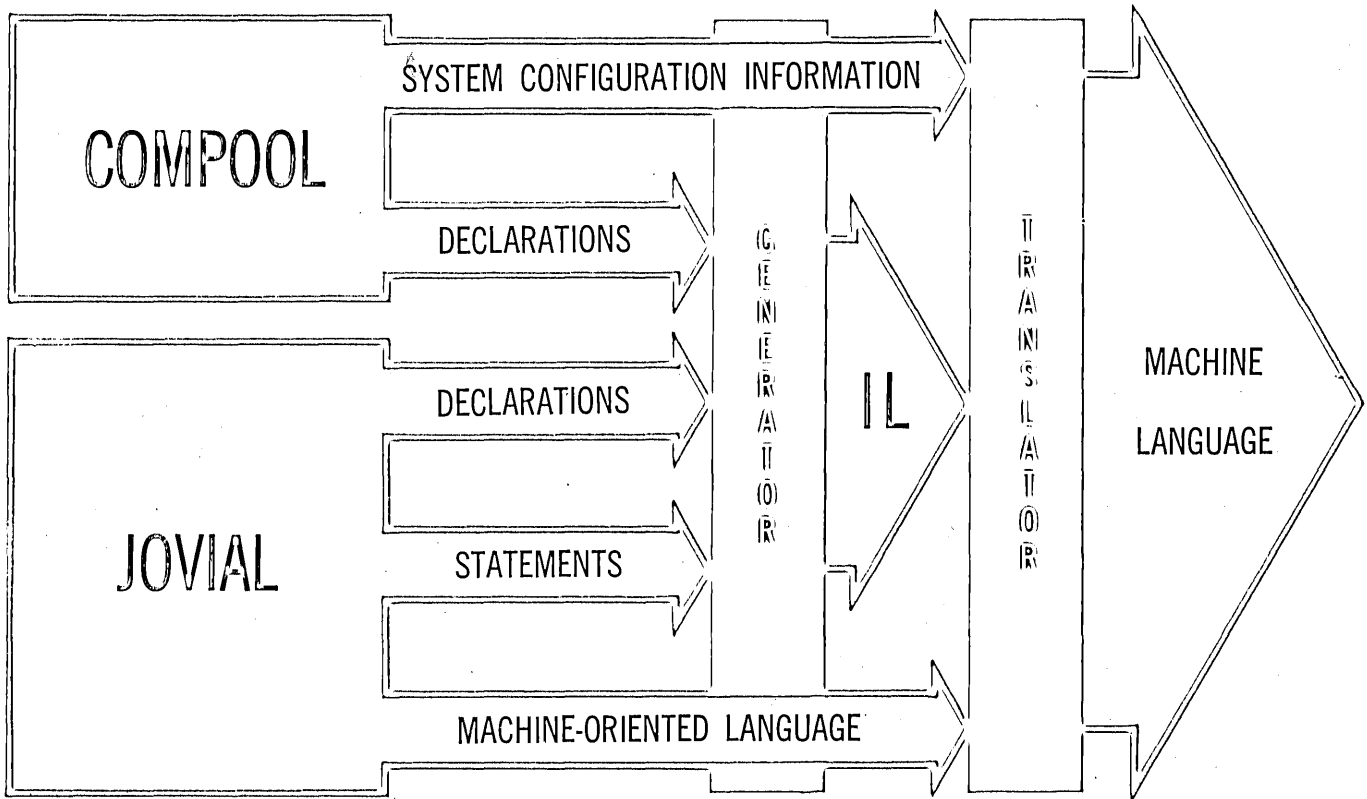 SYSTEM CONFIGURATION INFORMATION
COMPOOL
DECLARATIONS
GENERATOR
TRANSLATOR
DECLARATIONS
IL
MACHINE
LANGUAGE
JOVIAL
STATEMENTS
MACHINE-ORIENTED LANGUAGE